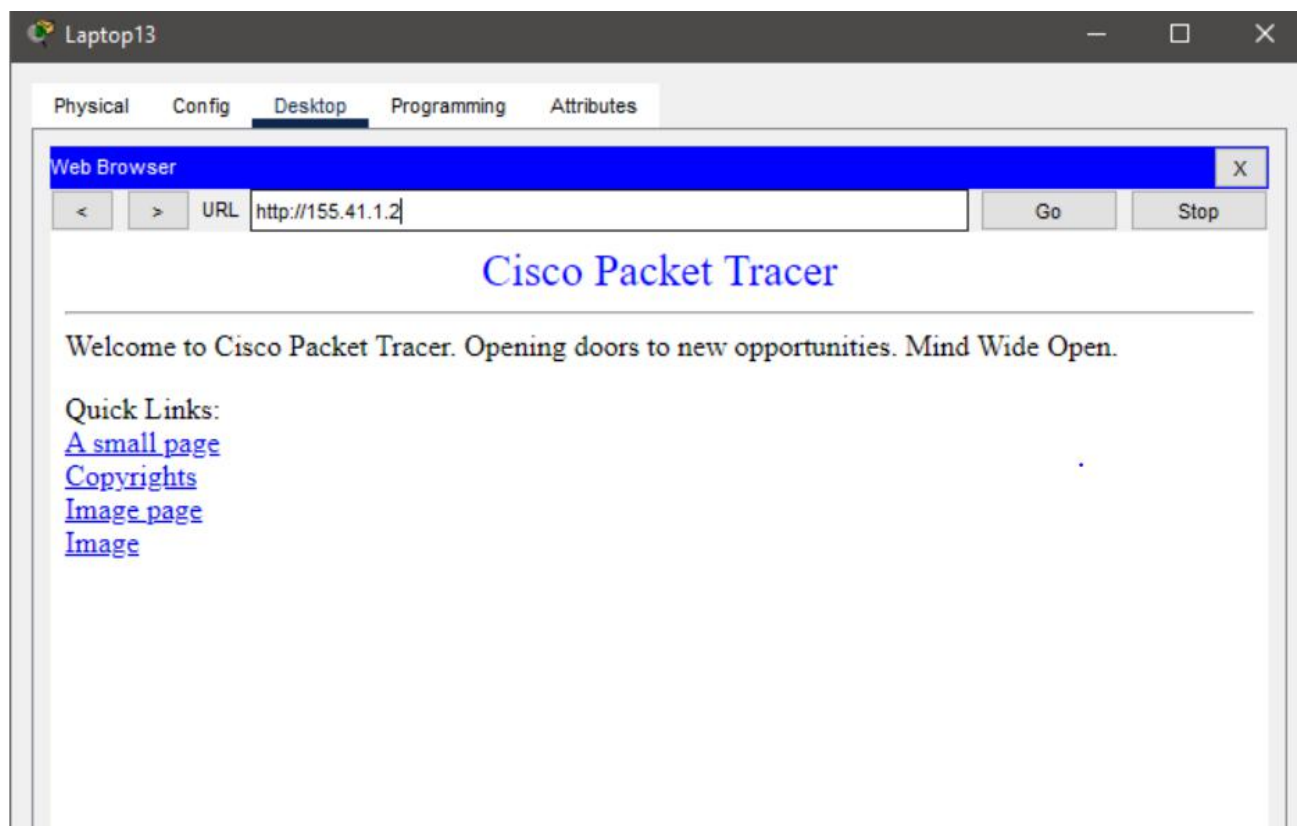 Laptop13
Physical Config Desktop Programming Attributes
Web Browser X
< > URL http://155.41.1.2 Go Stop
Cisco Packet Tracer
Welcome to Cisco Packet Tracer. Opening doors to new opportunities. Mind Wide Open.
Quick Links:
A small page
Copyrights
Image page
Image